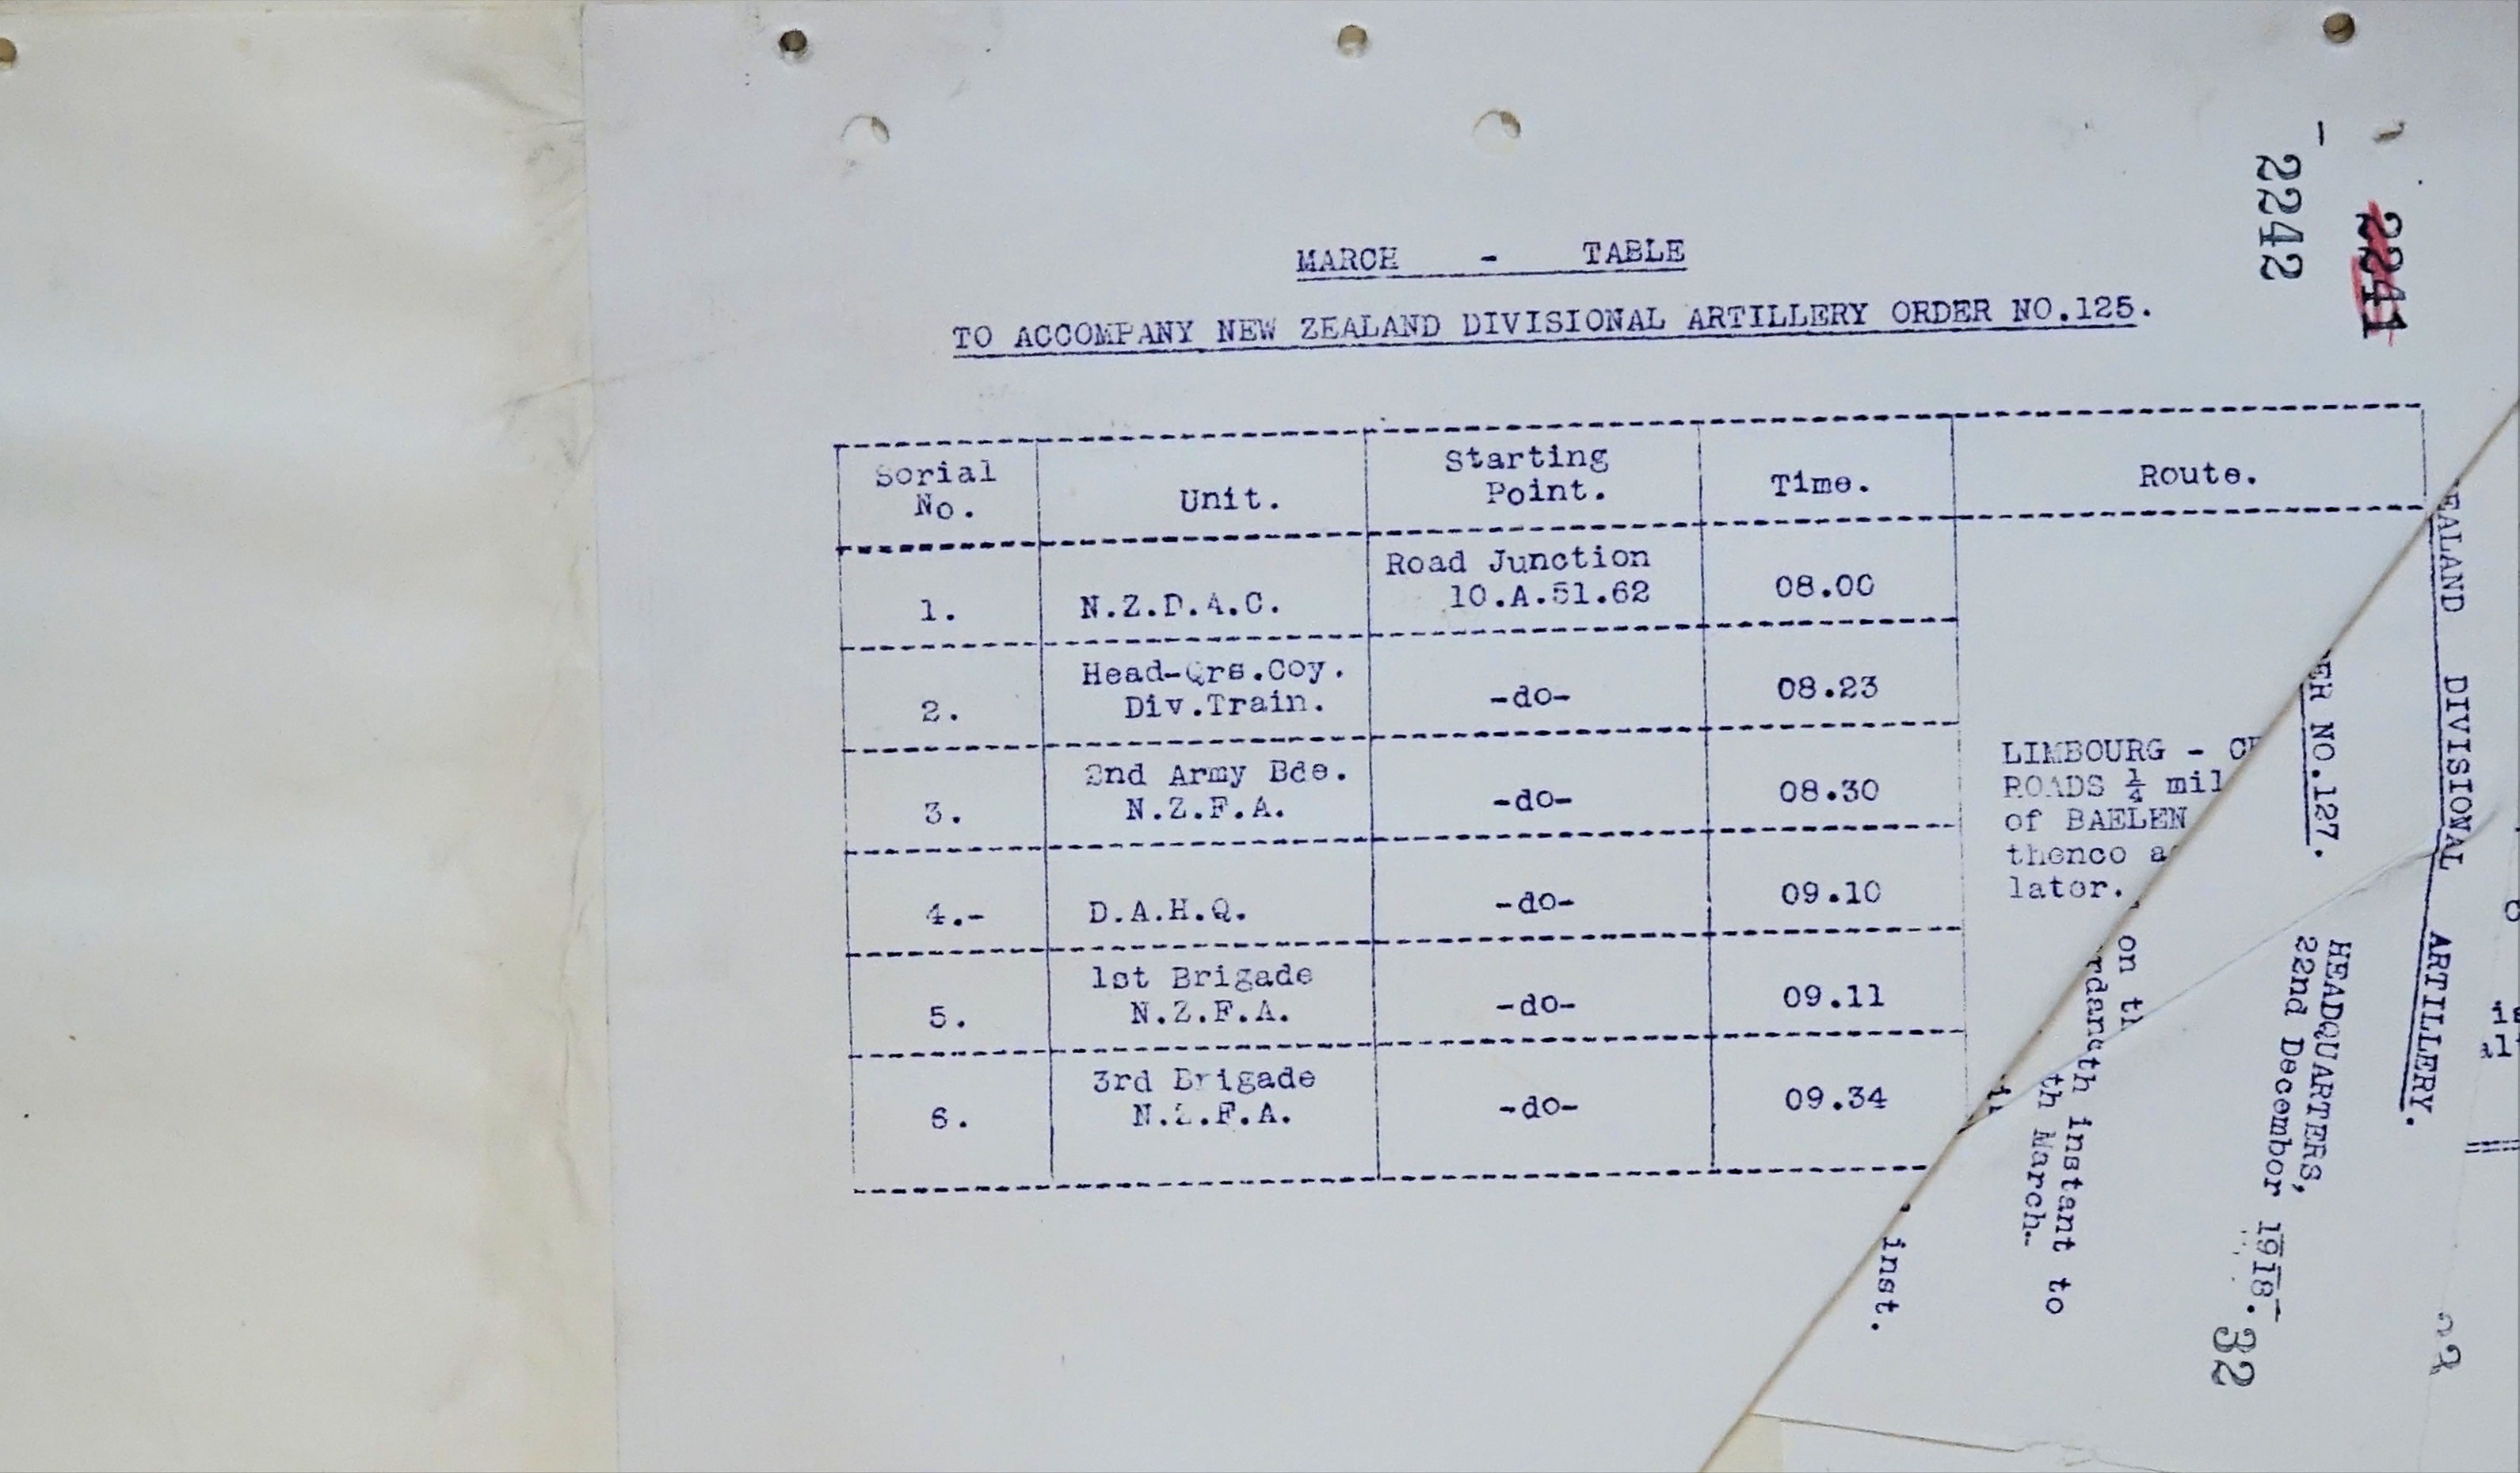 MARCH - TABLE
TO ACCOMPANY NEW ZEALAND DIVISIONAL ARTILLERY ORDER NO.125.
Serial No. Unit. Starting Point. Time. Route.
1. N.Z.D.A.C. Road Junction 10.A.51.62 08.00
2. Head-Qrs.Coy. Div.Train. -do- 08.23
3. 2nd Army Bde. N.Z.F.A. -do- 08.30
4.- D.A.H.Q. -do- 09.10
5. 1st Brigade N.Z.F.A. -do- 09.11
6. 3rd Brigade N.Z.F.A. -do- 09.34
LIMBOURG -
ROADS ¼ mil
of BAELEN
thence
later.
2242
2241
EALAND DIVISIONAL ARTILLERY.
ER NO.127.
HEADQUARTERS,
22nd December 1918.
32
on th
th instant to
th March.
inst.